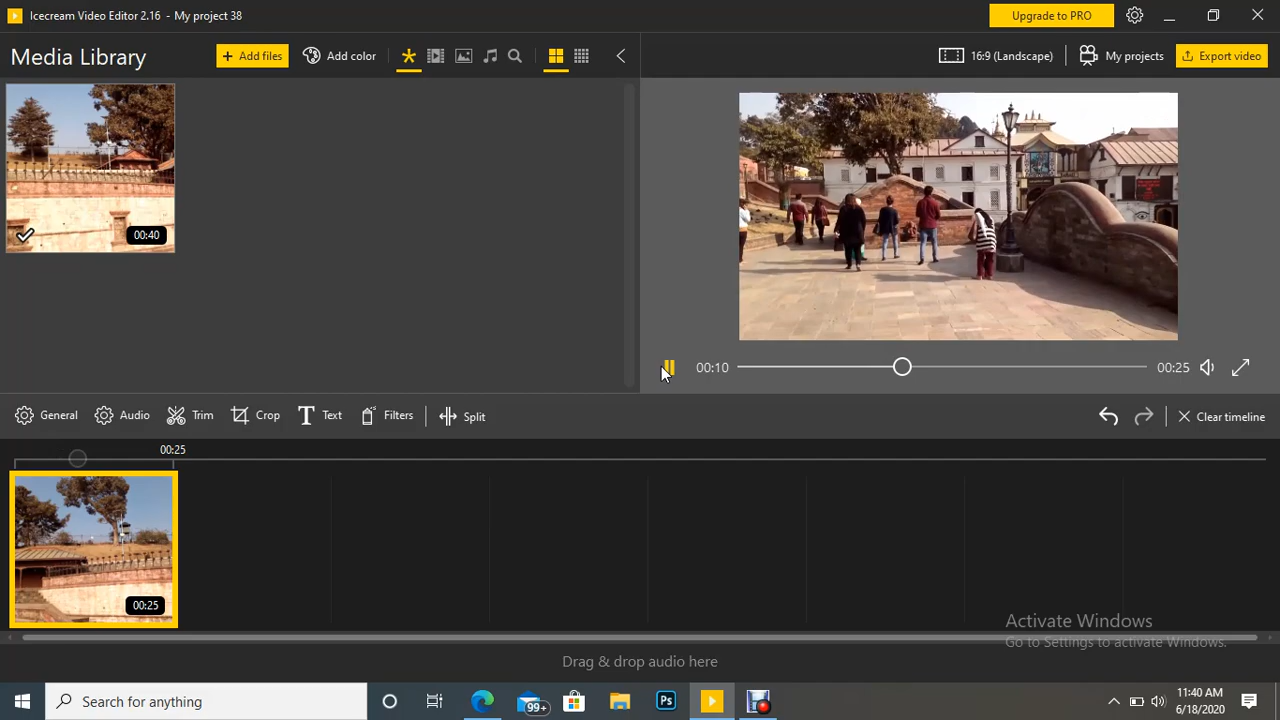 Icecream Video Editor 2.16 - My project 38
Upgrade to PRO
Media Library
Add files
Add color
16:9 (Landscape)
My projects
Export video
00:40
00:10
00:25
General
Audio
Trim
Crop
Text
Filters
Split
Clear timeline
00:25
00:25
Activate Windows
Go to Settings to activate Windows.
Drag & drop audio here
Search for anything
99+
Ps
11:40 AM
6/18/2020